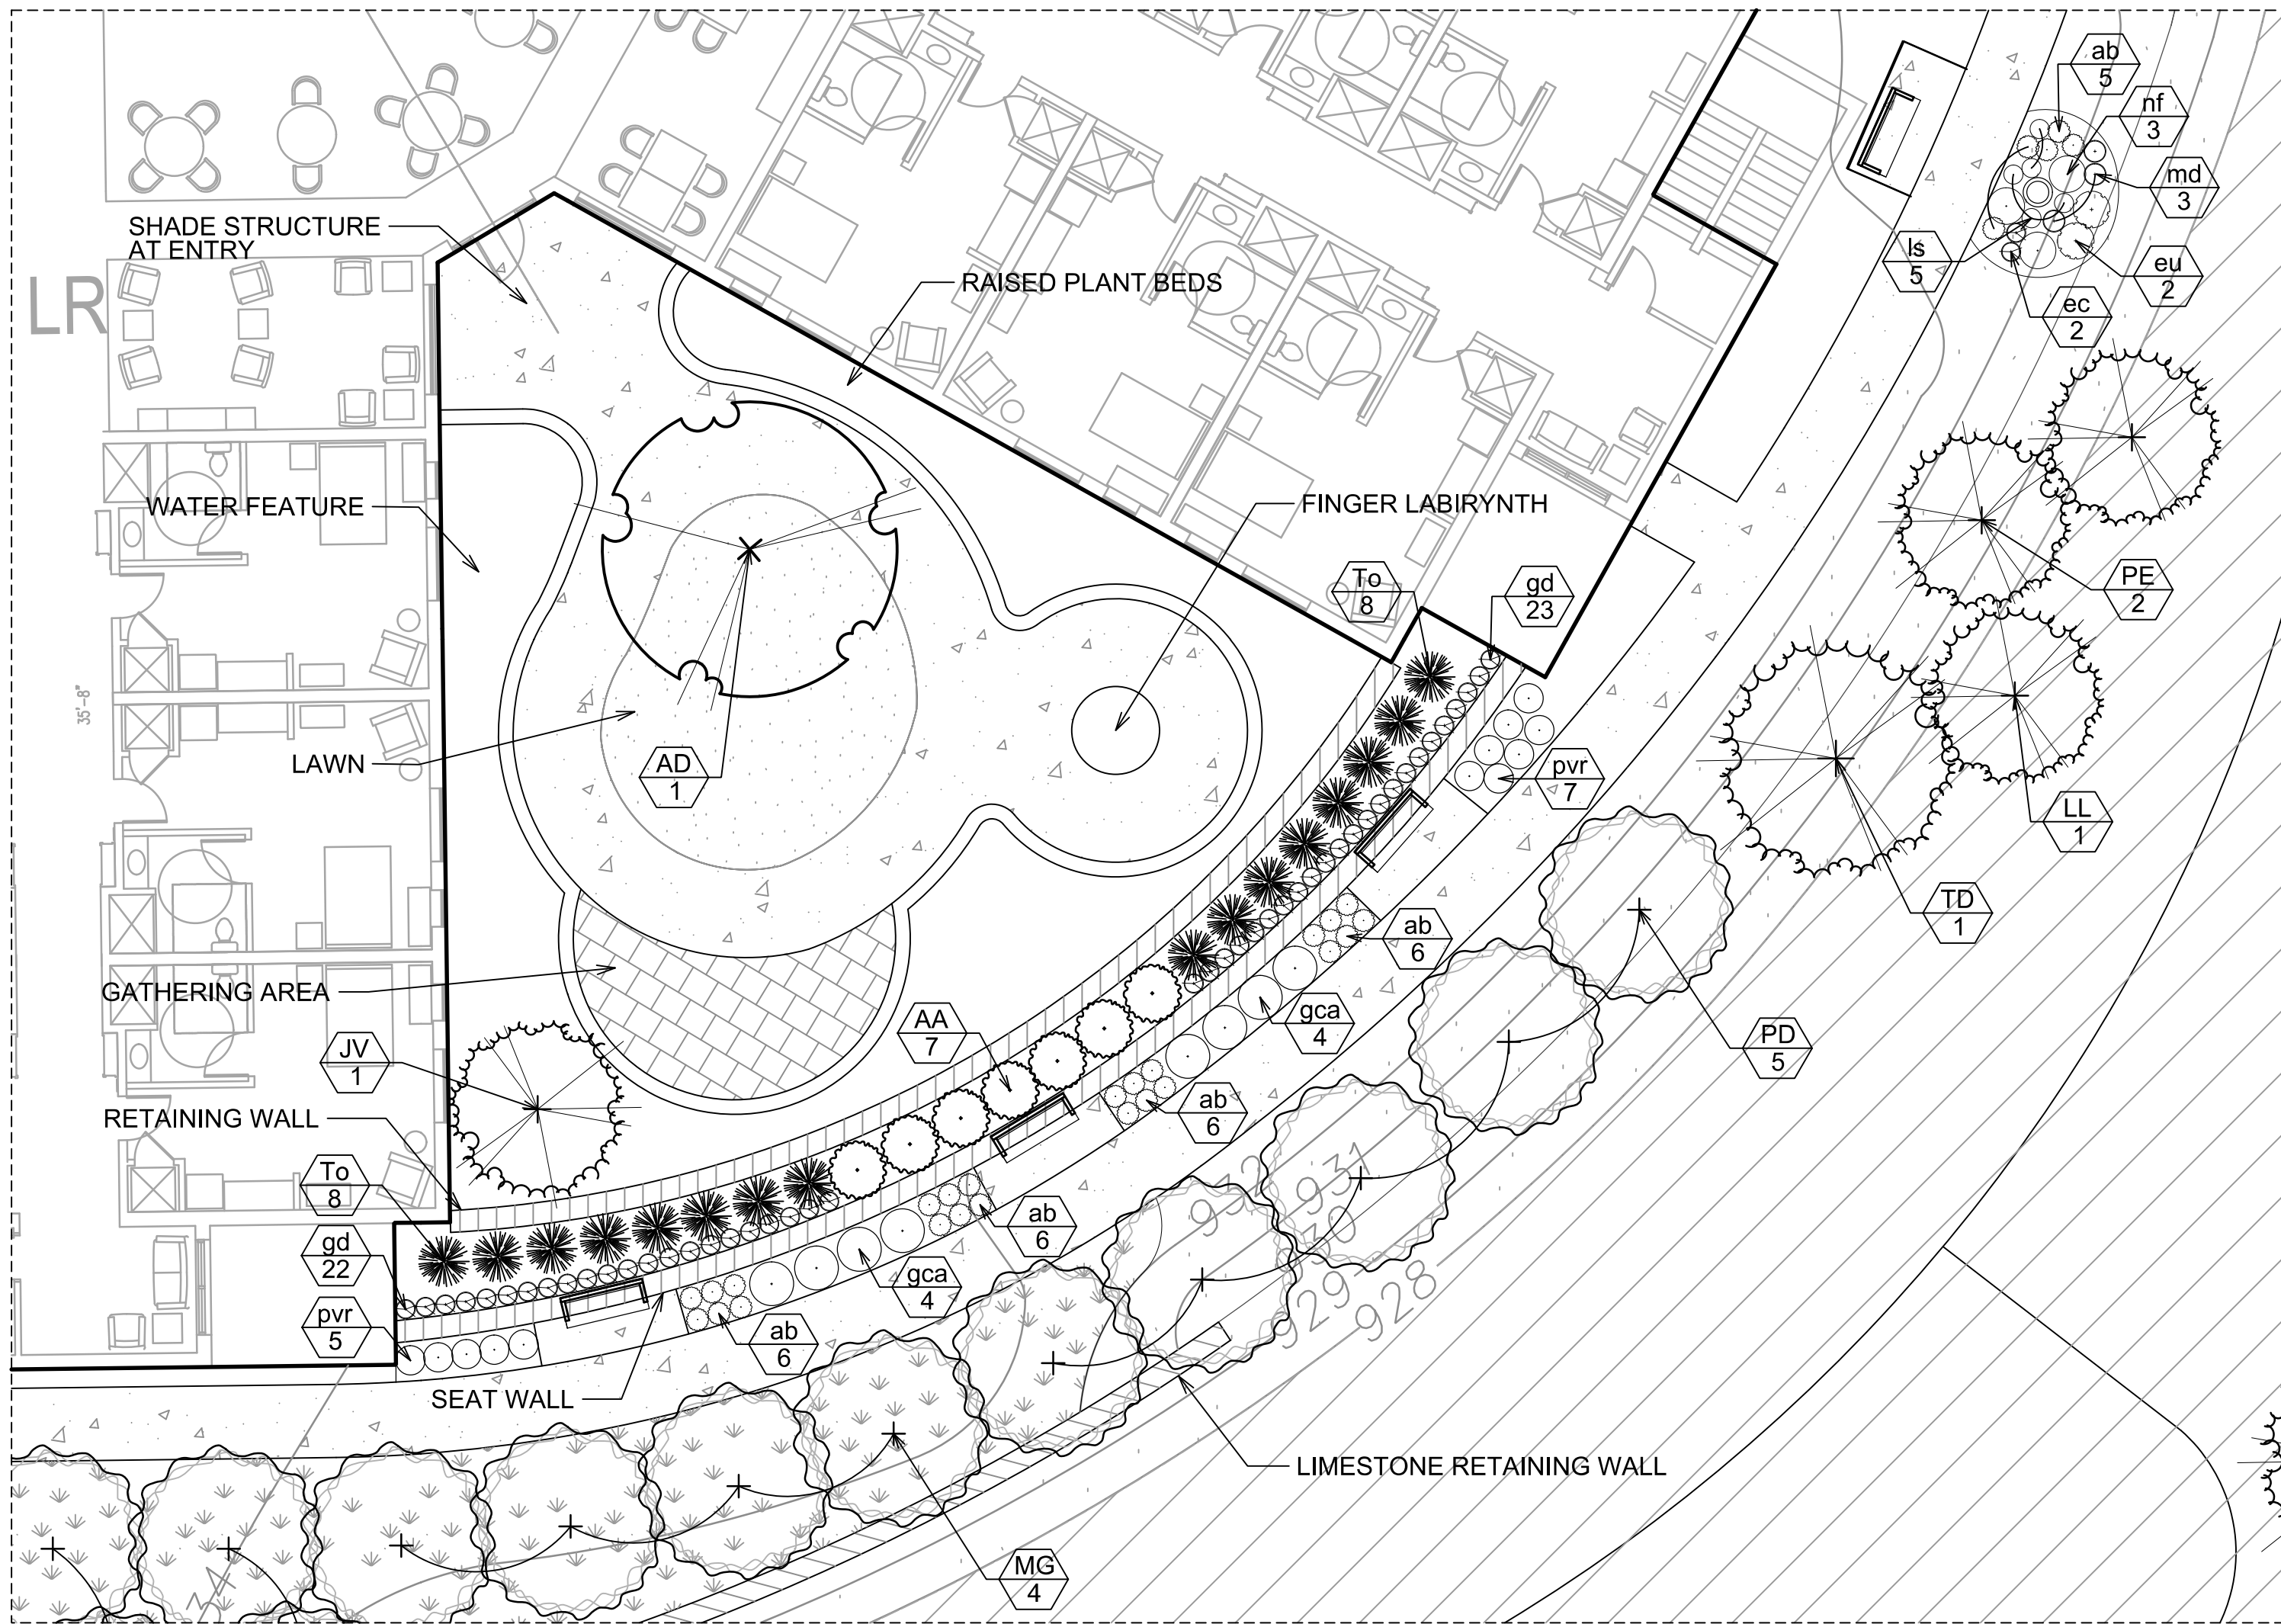 ab
5
nf
3
md
3
SHADE STRUCTURE
AT ENTRY
ls
5
eu
2
LR
RAISED PLANT BEDS
ec
2
WATER FEATURE
FINGER LABIRYNTH
To
8
gd
23
PE
2
35'-8"
LAWN
AD
1
pvr
7
LL
1
TD
1
ab
6
GATHERING AREA
gca
4
AA
7
PD
5
JV
1
ab
6
RETAINING WALL
To
8
ab
6
932
931
930
929
928
gd
22
gca
4
pvr
5
ab
6
SEAT WALL
LIMESTONE RETAINING WALL
MG
4